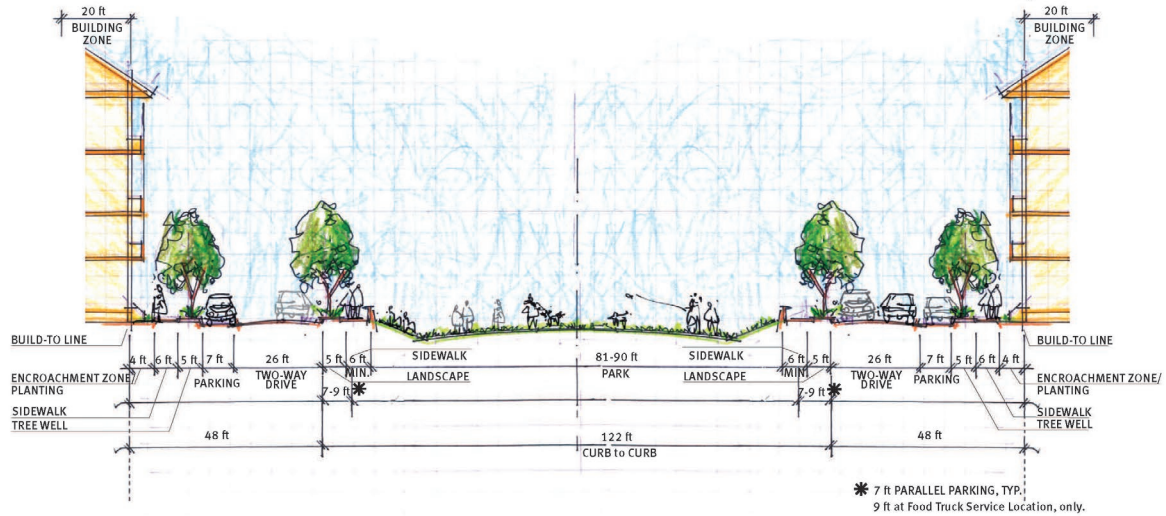 20 ft
BUILDING
ZONE
20 ft
BUILDING
ZONE
BUILD-TO LINE
BUILD-TO LINE
4 ft
6 ft
5 ft
7 ft
26 ft
5 ft
6 ft
SIDEWALK
81-90 ft
SIDEWALK
6 ft
5 ft
26 ft
7 ft
5 ft
6 ft
4 ft
ENCROACHMENT ZONE/
PLANTING
PARKING
TWO-WAY
DRIVE
MIN.
LANDSCAPE
PARK
LANDSCAPE
MIN.
TWO-WAY
DRIVE
PARKING
ENCROACHMENT ZONE/
PLANTING
7-9 ft *
7-9 ft *
SIDEWALK
TREE WELL
SIDEWALK
TREE WELL
48 ft
122 ft
CURB to CURB
48 ft
* 7 ft PARALLEL PARKING, TYP.
9 ft at Food Truck Service Location, only.